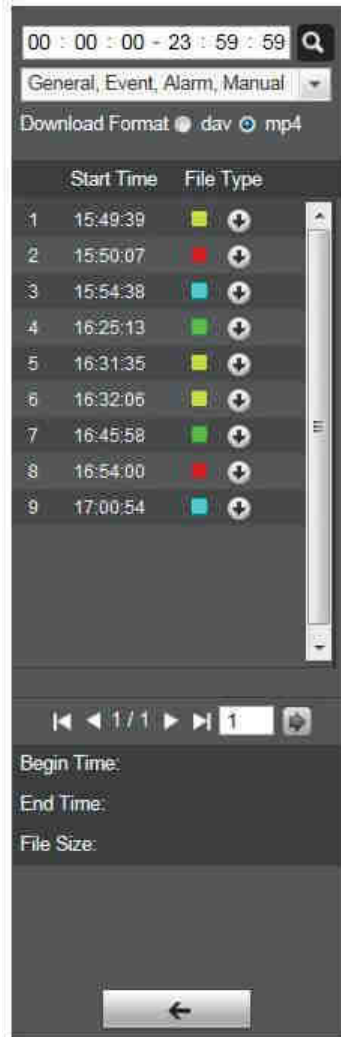 00 : 00 : 00 - 23 : 59 : 59
General, Event, Alarm, Manual
Download Format dav mp4
Start Time File Type
1 15:49:39
2 15:50:07
3 15:54:38
4 16:25:13
5 16:31:35
6 16:32:06
7 16:45:58
8 16:54:00
9 17:00:54
1 / 1 1
Begin Time:
End Time:
File Size: